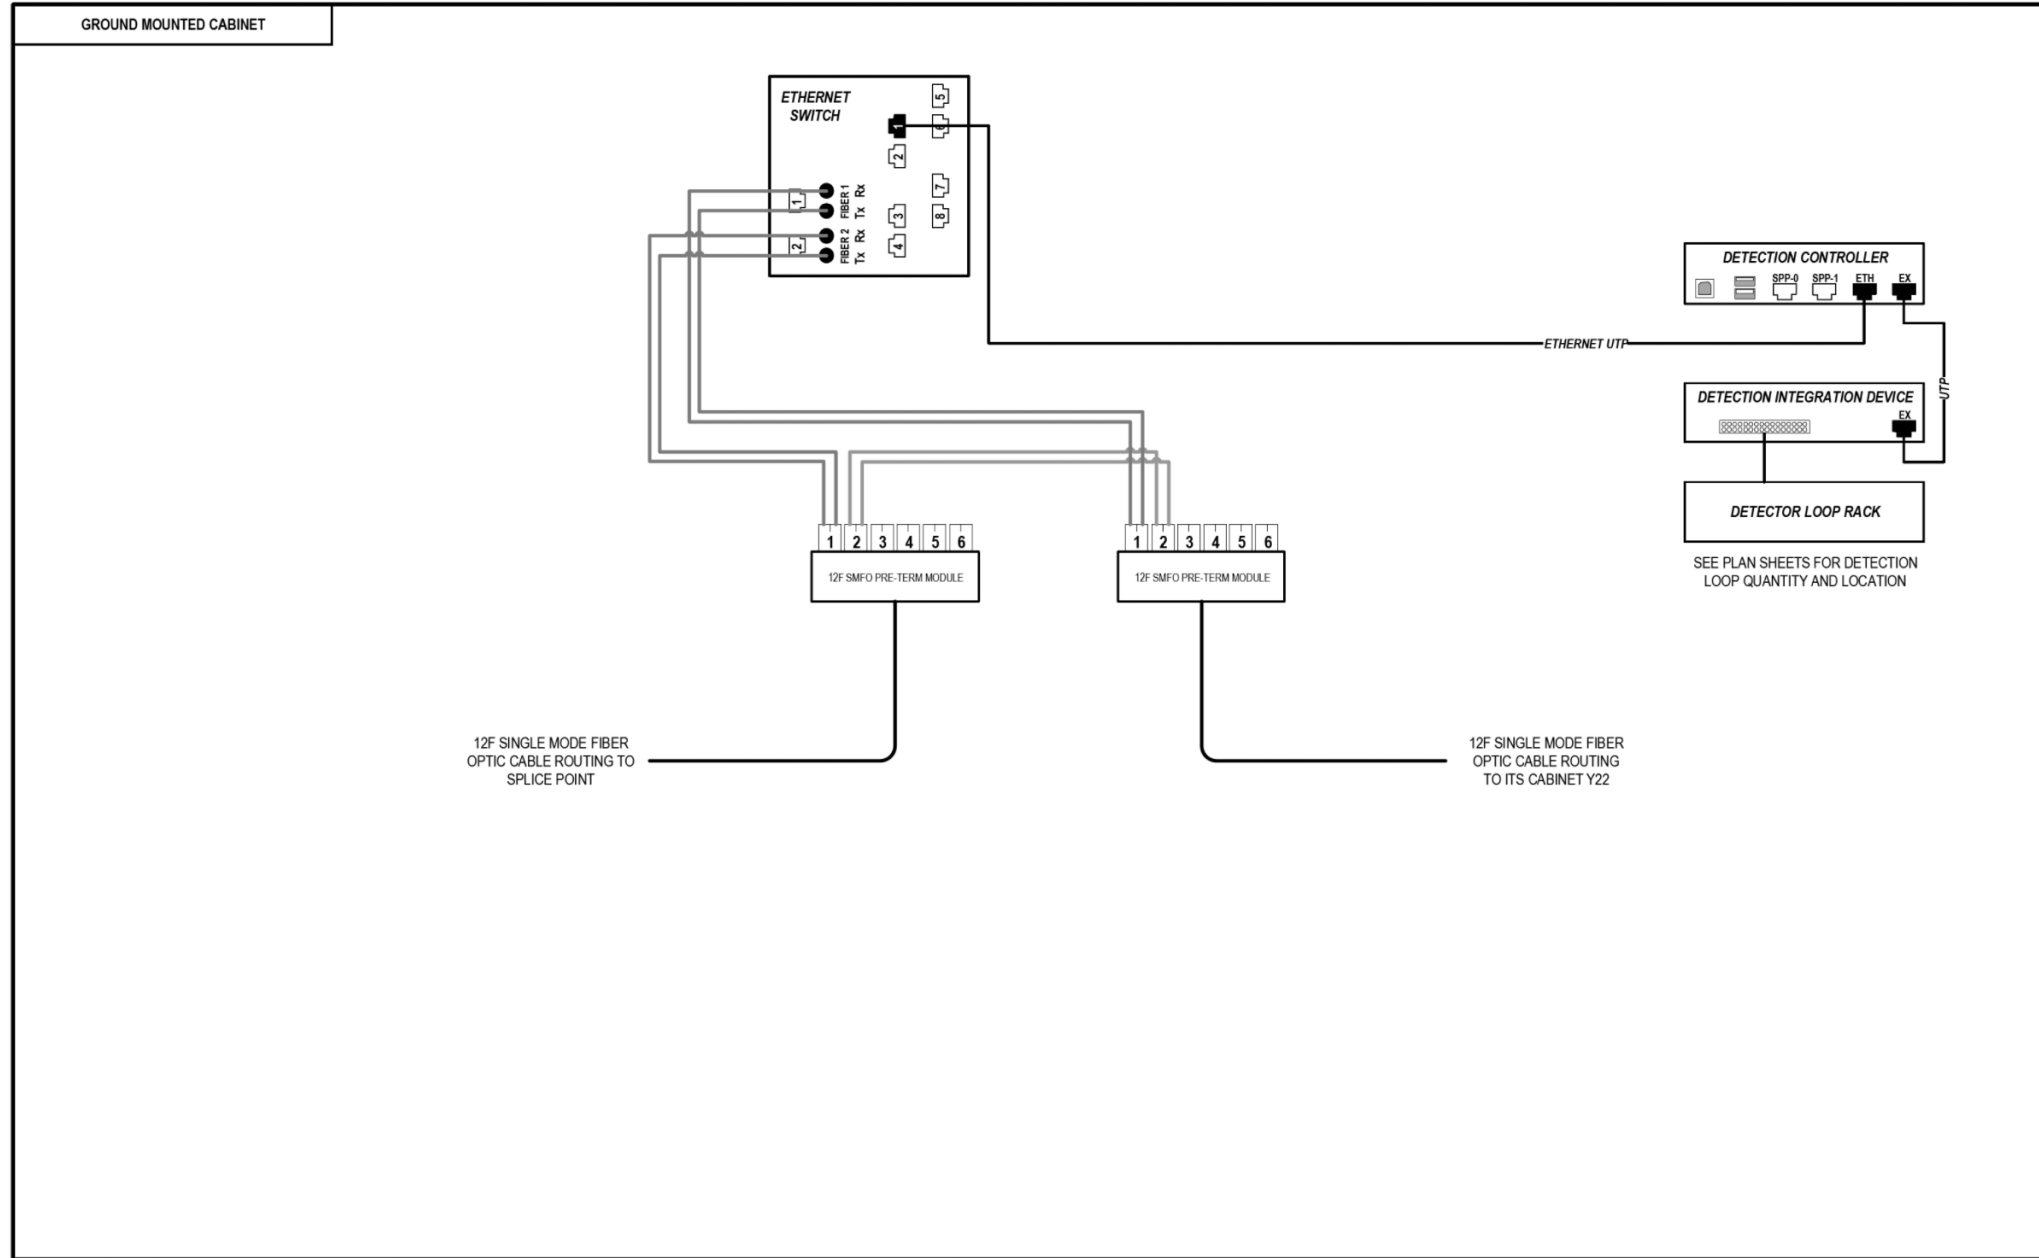 GROUND MOUNTED CABINET
ETHERNET
SWITCH
5
1
6
2
7
3
8
4
1
FIBER 1
Rx
Tx
2
FIBER 2
Rx
Tx
DETECTION CONTROLLER
SPP-0 SPP-1 ETH EX
ETHERNET UTP
UTP
DETECTION INTEGRATION DEVICE
EX
DETECTOR LOOP RACK
SEE PLAN SHEETS FOR DETECTION
LOOP QUANTITY AND LOCATION
1 2 3 4 5 6
12F SMFO PRE-TERM MODULE
1 2 3 4 5 6
12F SMFO PRE-TERM MODULE
12F SINGLE MODE FIBER
OPTIC CABLE ROUTING TO
SPLICE POINT
12F SINGLE MODE FIBER
OPTIC CABLE ROUTING
TO ITS CABINET Y22